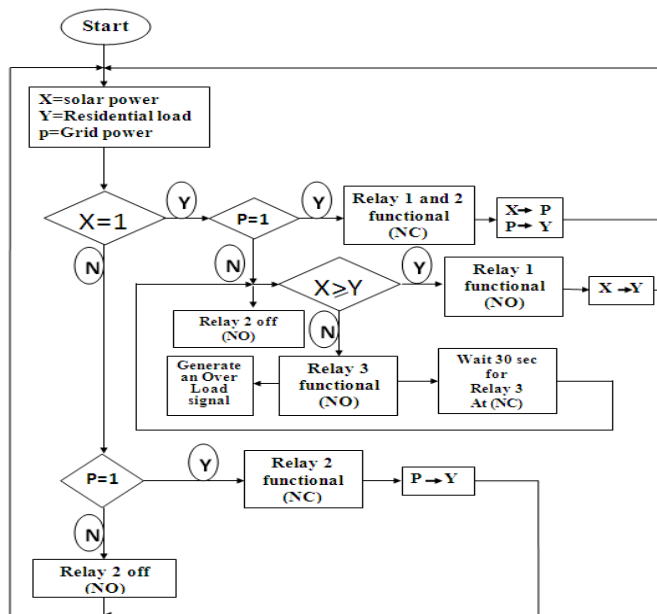 Start
X=solar power
Y=Residential load
p=Grid power
X=1
Y
P=1
Y
Relay 1 and 2
functional
(NC)
X→ P
P→ Y
N
N
X≥Y
Y
Relay 1
functional
(NO)
X →Y
Relay 2 off
(NO)
N
Generate
an Over
Load
signal
Relay 3
functional
(NO)
Wait 30 sec
for
Relay 3
At (NC)
P=1
Y
Relay 2
functional
(NC)
P→Y
N
Relay 2 off
(NO)